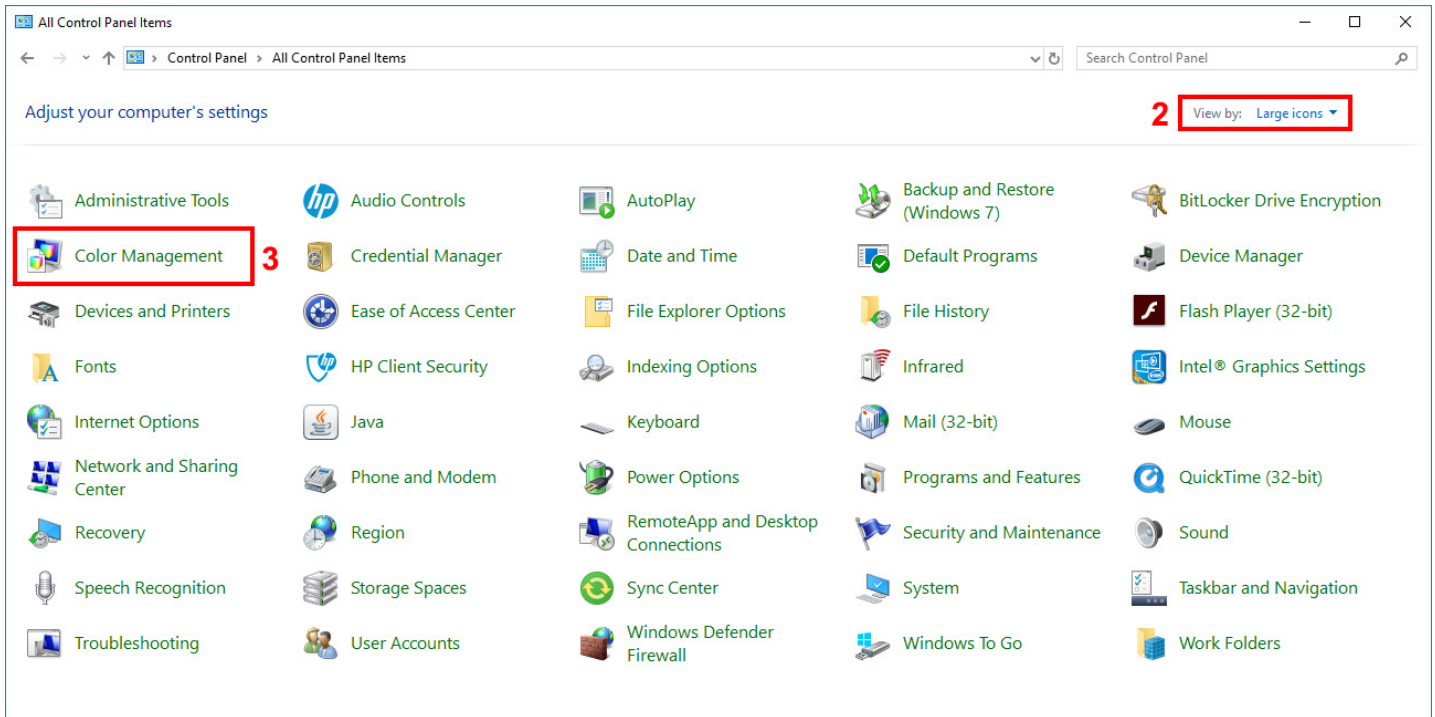 All Control Panel Items
Control Panel > All Control Panel Items
Search Control Panel
Adjust your computer's settings
2
View by: Large icons
Administrative Tools
Audio Controls
AutoPlay
Backup and Restore
(Windows 7)
BitLocker Drive Encryption
Color Management
3
Credential Manager
Date and Time
Default Programs
Device Manager
Devices and Printers
Ease of Access Center
File Explorer Options
File History
Flash Player (32-bit)
Fonts
HP Client Security
Indexing Options
Infrared
Intel® Graphics Settings
Internet Options
Java
Keyboard
Mail (32-bit)
Mouse
Network and Sharing
Center
Phone and Modem
Power Options
Programs and Features
QuickTime (32-bit)
Recovery
Region
RemoteApp and Desktop
Connections
Security and Maintenance
Sound
Speech Recognition
Storage Spaces
Sync Center
System
Taskbar and Navigation
Troubleshooting
User Accounts
Windows Defender
Firewall
Windows To Go
Work Folders